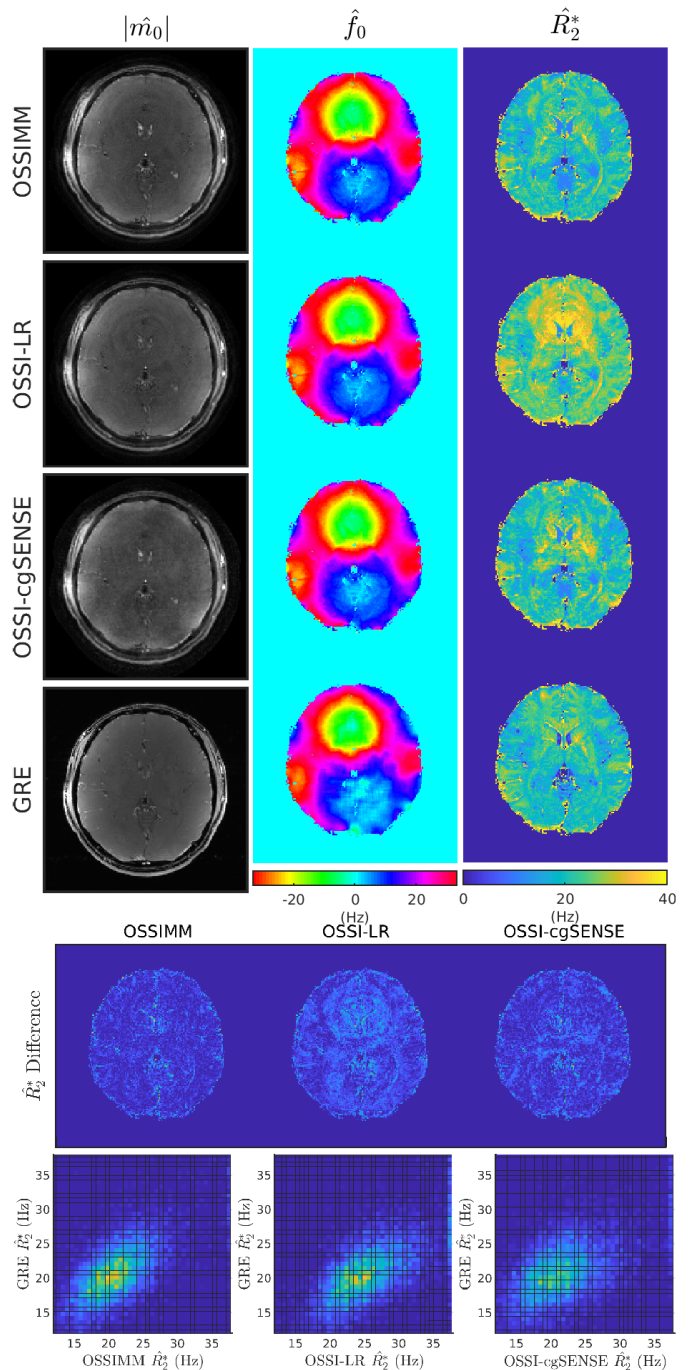 |m̂₀| f̂₀ R̂₂*
OSSIMM
OSSI-LR
OSSI-cgSENSE
GRE
-20 0 20
(Hz)
0 20 40
(Hz)
OSSIMM OSSI-LR OSSI-cgSENSE
R̂₂* Difference
35
30
25
20
15
GRE R̂₂* (Hz)
15 20 25 30 35
OSSIMM R̂₂* (Hz)
35
30
25
20
15
GRE R̂₂* (Hz)
15 20 25 30 35
OSSI-LR R̂₂* (Hz)
35
30
25
20
15
GRE R̂₂* (Hz)
15 20 25 30 35
OSSI-cgSENSE R̂₂* (Hz)